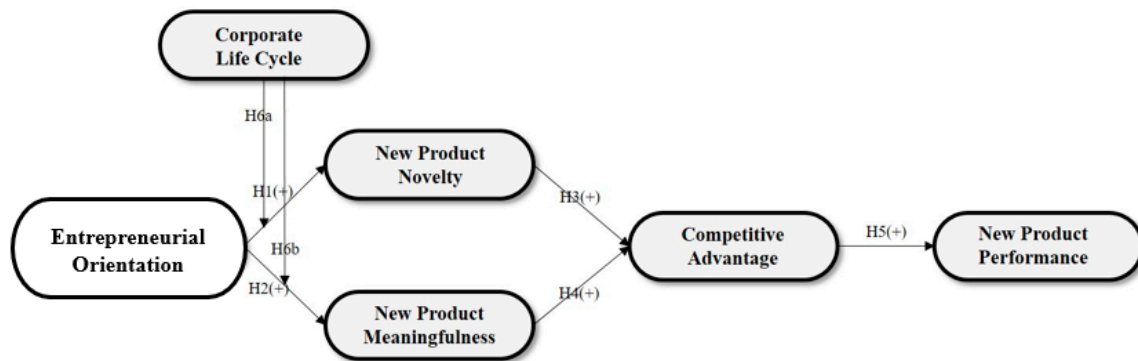 Corporate
Life Cycle
H6a
New Product
Novelty
H1(+)
H3(+)
Entrepreneurial
Orientation
H6b
Competitive
Advantage
H5(+)
New Product
Performance
H2(+)
H4(+)
New Product
Meaningfulness